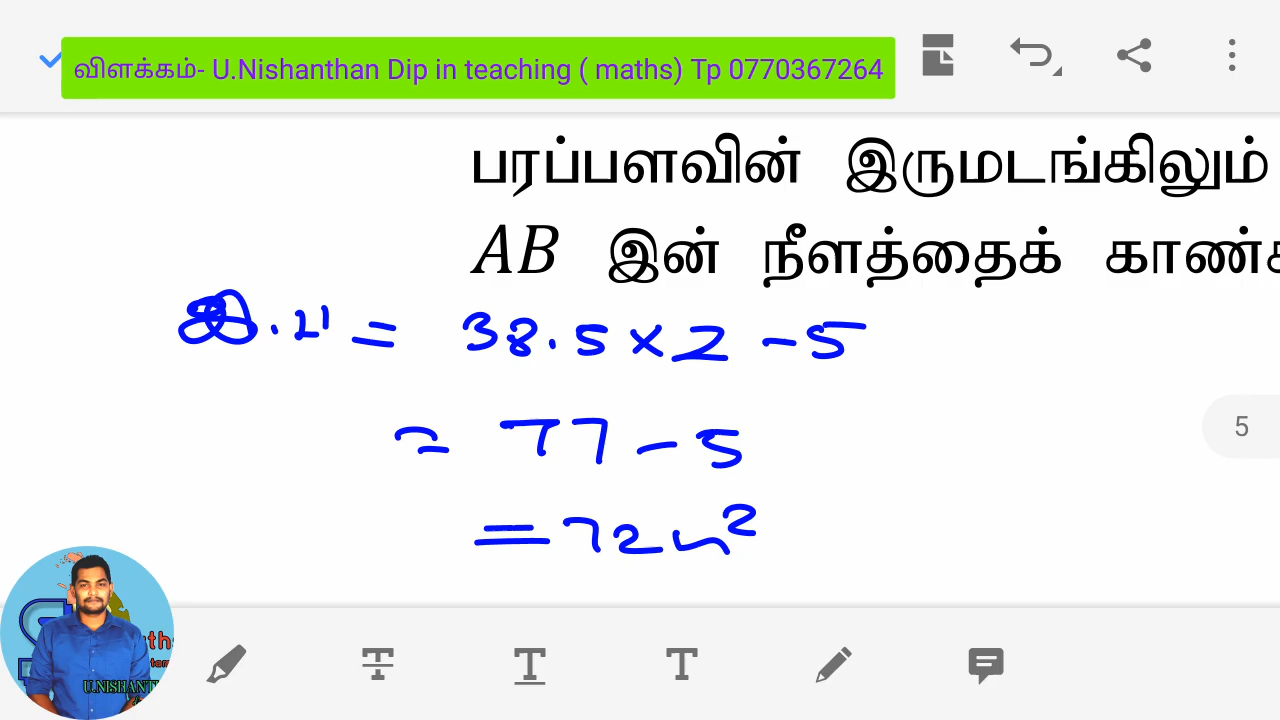 விளக்கம்- U.Nishanthan Dip in teaching ( maths) Tp 0770367264
பரப்பளவின் இருமடங்கிலும்
AB இன் நீளத்தைக் காண்க
= 38.5 × 2 - 5
5
= 77 - 5
= 72
U.NISHANTH